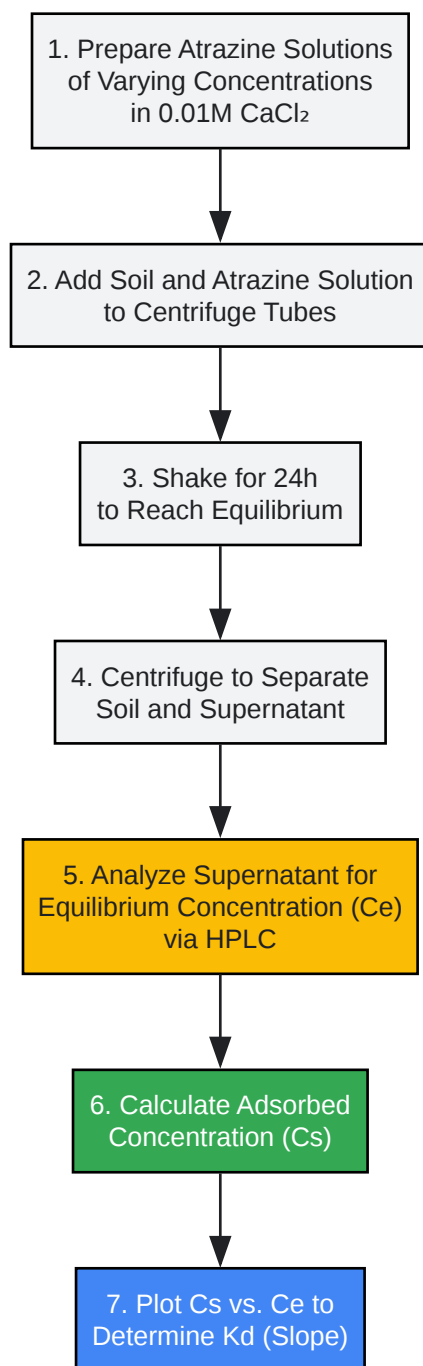 1. Prepare Atrazine Solutions
of Varying Concentrations
in 0.01M CaCl₂
2. Add Soil and Atrazine Solution
to Centrifuge Tubes
3. Shake for 24h
to Reach Equilibrium
4. Centrifuge to Separate
Soil and Supernatant
5. Analyze Supernatant for
Equilibrium Concentration (Ce)
via HPLC
6. Calculate Adsorbed
Concentration (Cs)
7. Plot Cs vs. Ce to
Determine Kd (Slope)